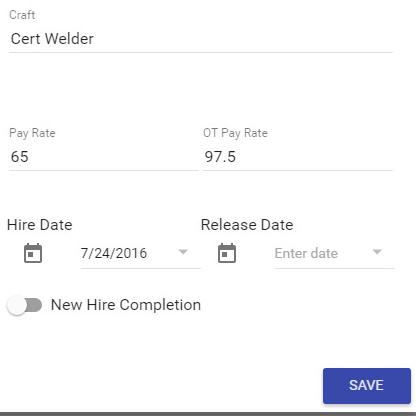 Craft
Cert Welder
Pay Rate OT Pay Rate
65 97.5
Hire Date Release Date
7/24/2016 Enter date
New Hire Completion
SAVE